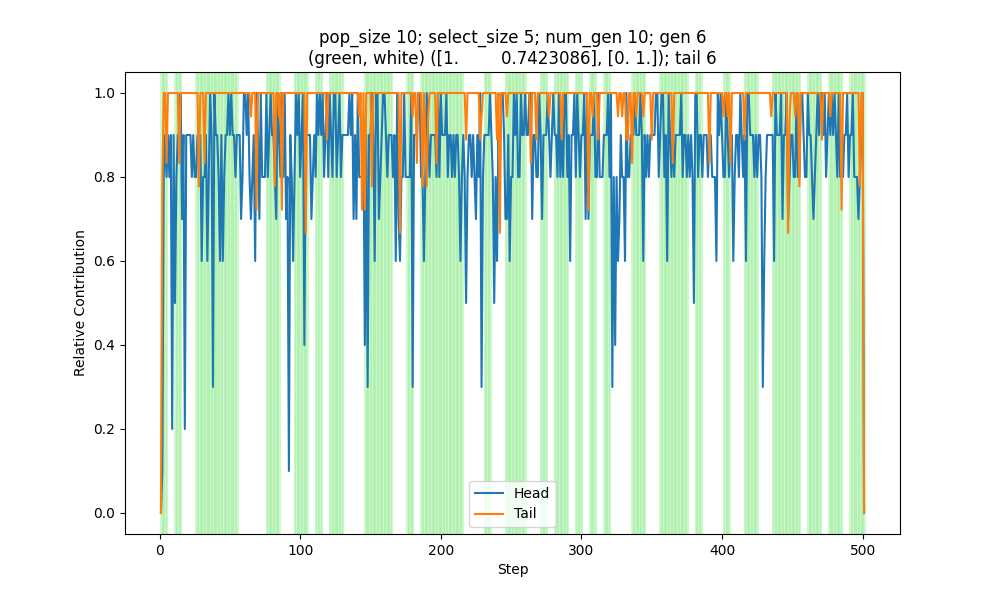 pop_size 10; select_size 5; num_gen 10; gen 6
(green, white) ([1.        0.7423086], [0. 1.]); tail 6
1.0
0.8
0.6
0.4
0.2
0.0
Relative Contribution
Head
Tail
0 100 200 300 400 500
Step